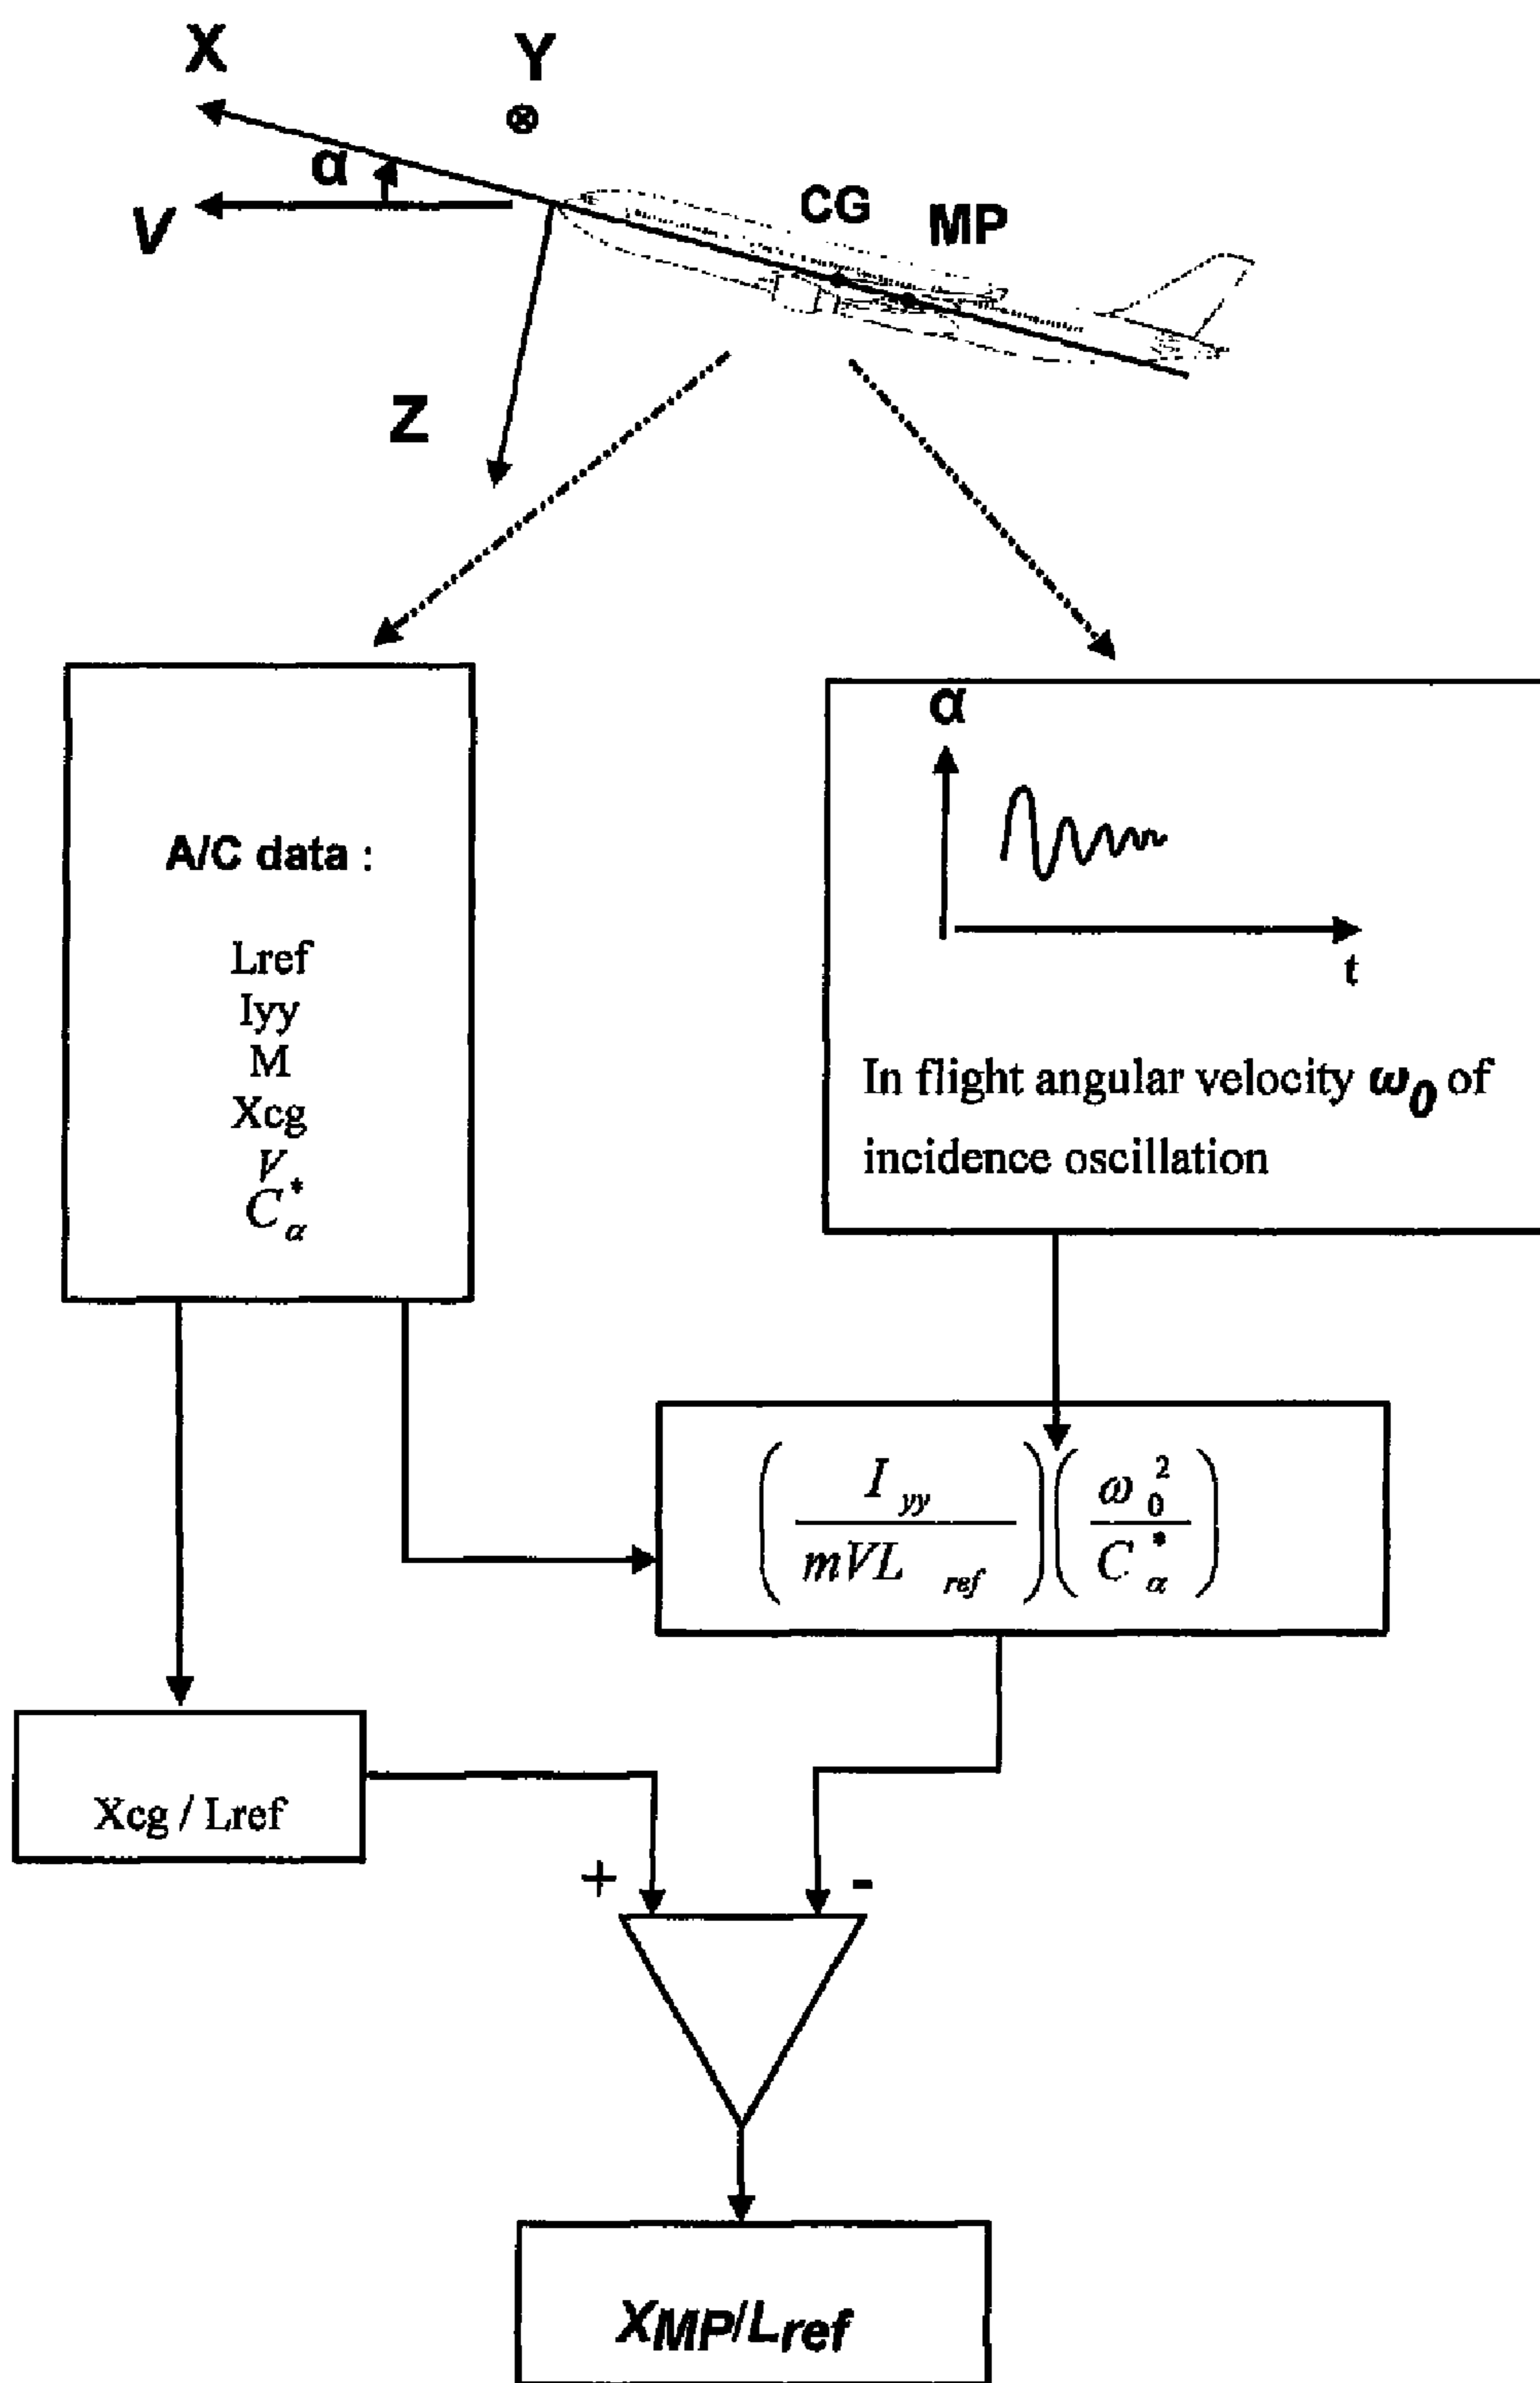 X
Y
⊗
α
V
CG
MP
Z
A/C data :
Lref
Iyy
M
Xcg
V
C*α
α
t
In flight angular velocity ω0 of
incidence oscillation
(Iyy / mVLref)(ω0² / C*α)
Xcg / Lref
+
-
XMP/Lref